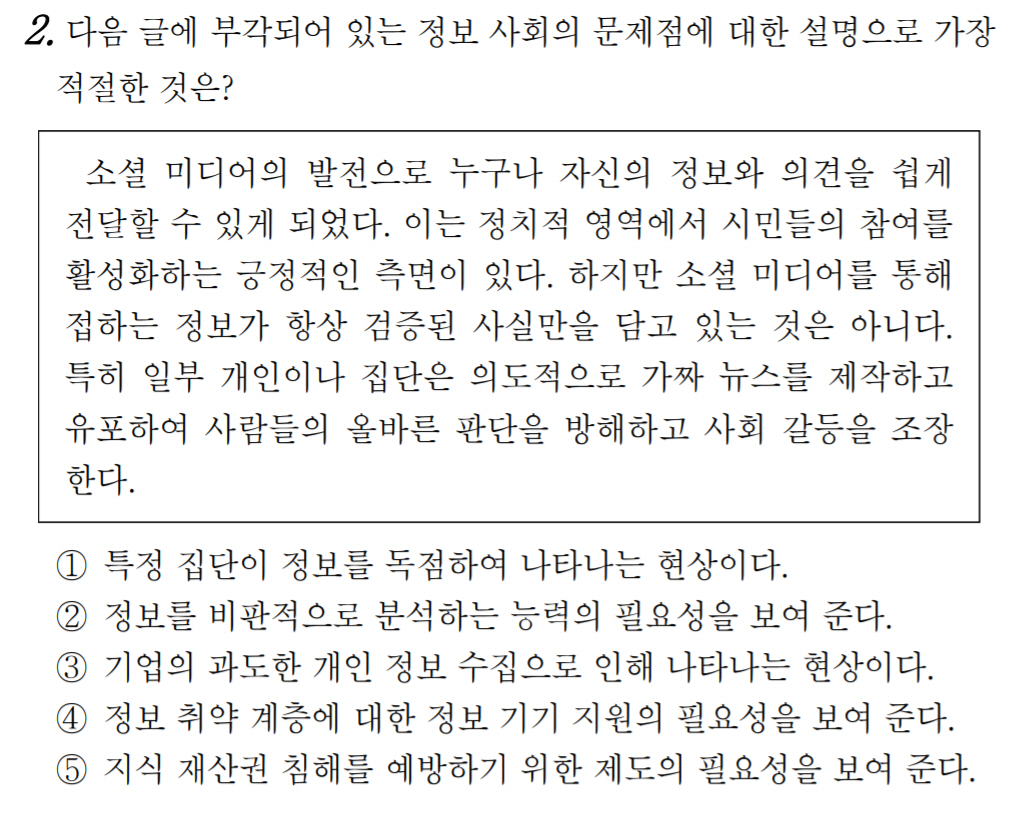 2. 다음 글에 부각되어 있는 정보 사회의 문제점에 대한 설명으로 가장
적절한 것은?
소셜 미디어의 발전으로 누구나 자신의 정보와 의견을 쉽게
전달할 수 있게 되었다. 이는 정치적 영역에서 시민들의 참여를
활성화하는 긍정적인 측면이 있다. 하지만 소셜 미디어를 통해
접하는 정보가 항상 검증된 사실만을 담고 있는 것은 아니다.
특히 일부 개인이나 집단은 의도적으로 가짜 뉴스를 제작하고
유포하여 사람들의 올바른 판단을 방해하고 사회 갈등을 조장
한다.
① 특정 집단이 정보를 독점하여 나타나는 현상이다.
② 정보를 비판적으로 분석하는 능력의 필요성을 보여 준다.
③ 기업의 과도한 개인 정보 수집으로 인해 나타나는 현상이다.
④ 정보 취약 계층에 대한 정보 기기 지원의 필요성을 보여 준다.
⑤ 지식 재산권 침해를 예방하기 위한 제도의 필요성을 보여 준다.